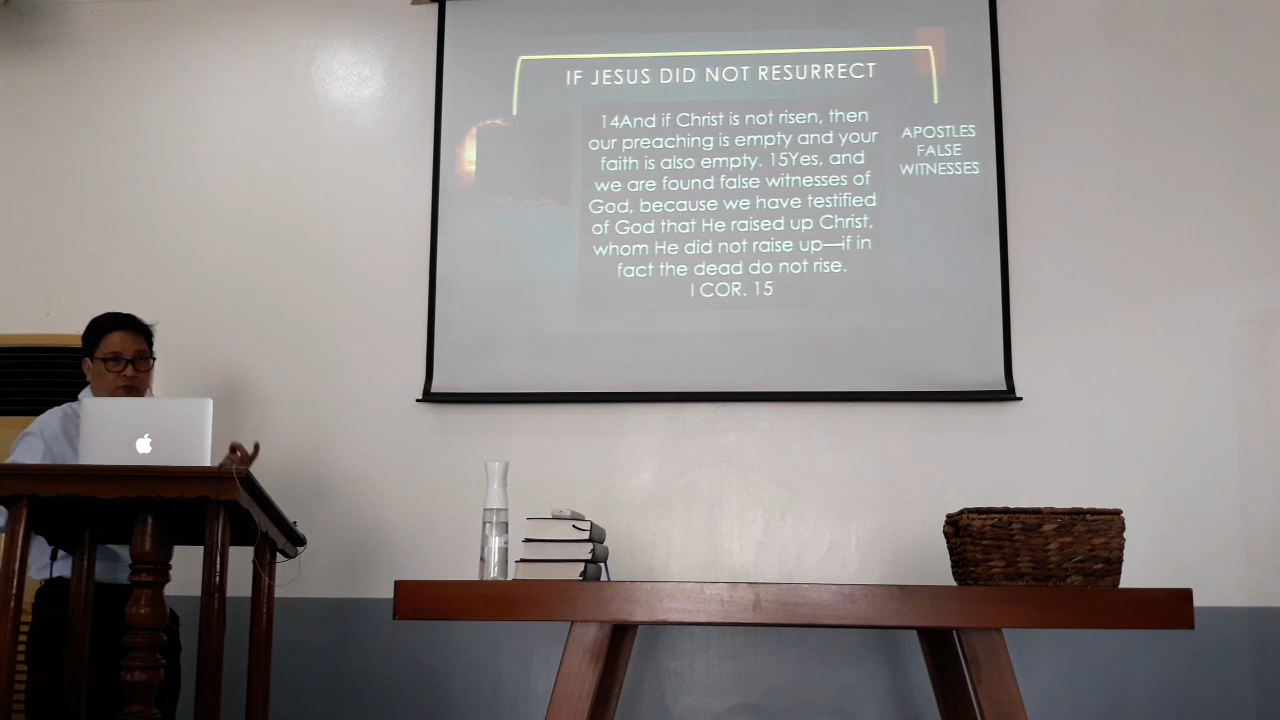 IF JESUS DID NOT RESURRECT
14And if Christ is not risen, then
our preaching is empty and your
faith is also empty. 15Yes, and
we are found false witnesses of
God, because we have testified
of God that He raised up Christ,
whom He did not raise up—if in
fact the dead do not rise.
I COR. 15
APOSTLES
FALSE
WITNESSES